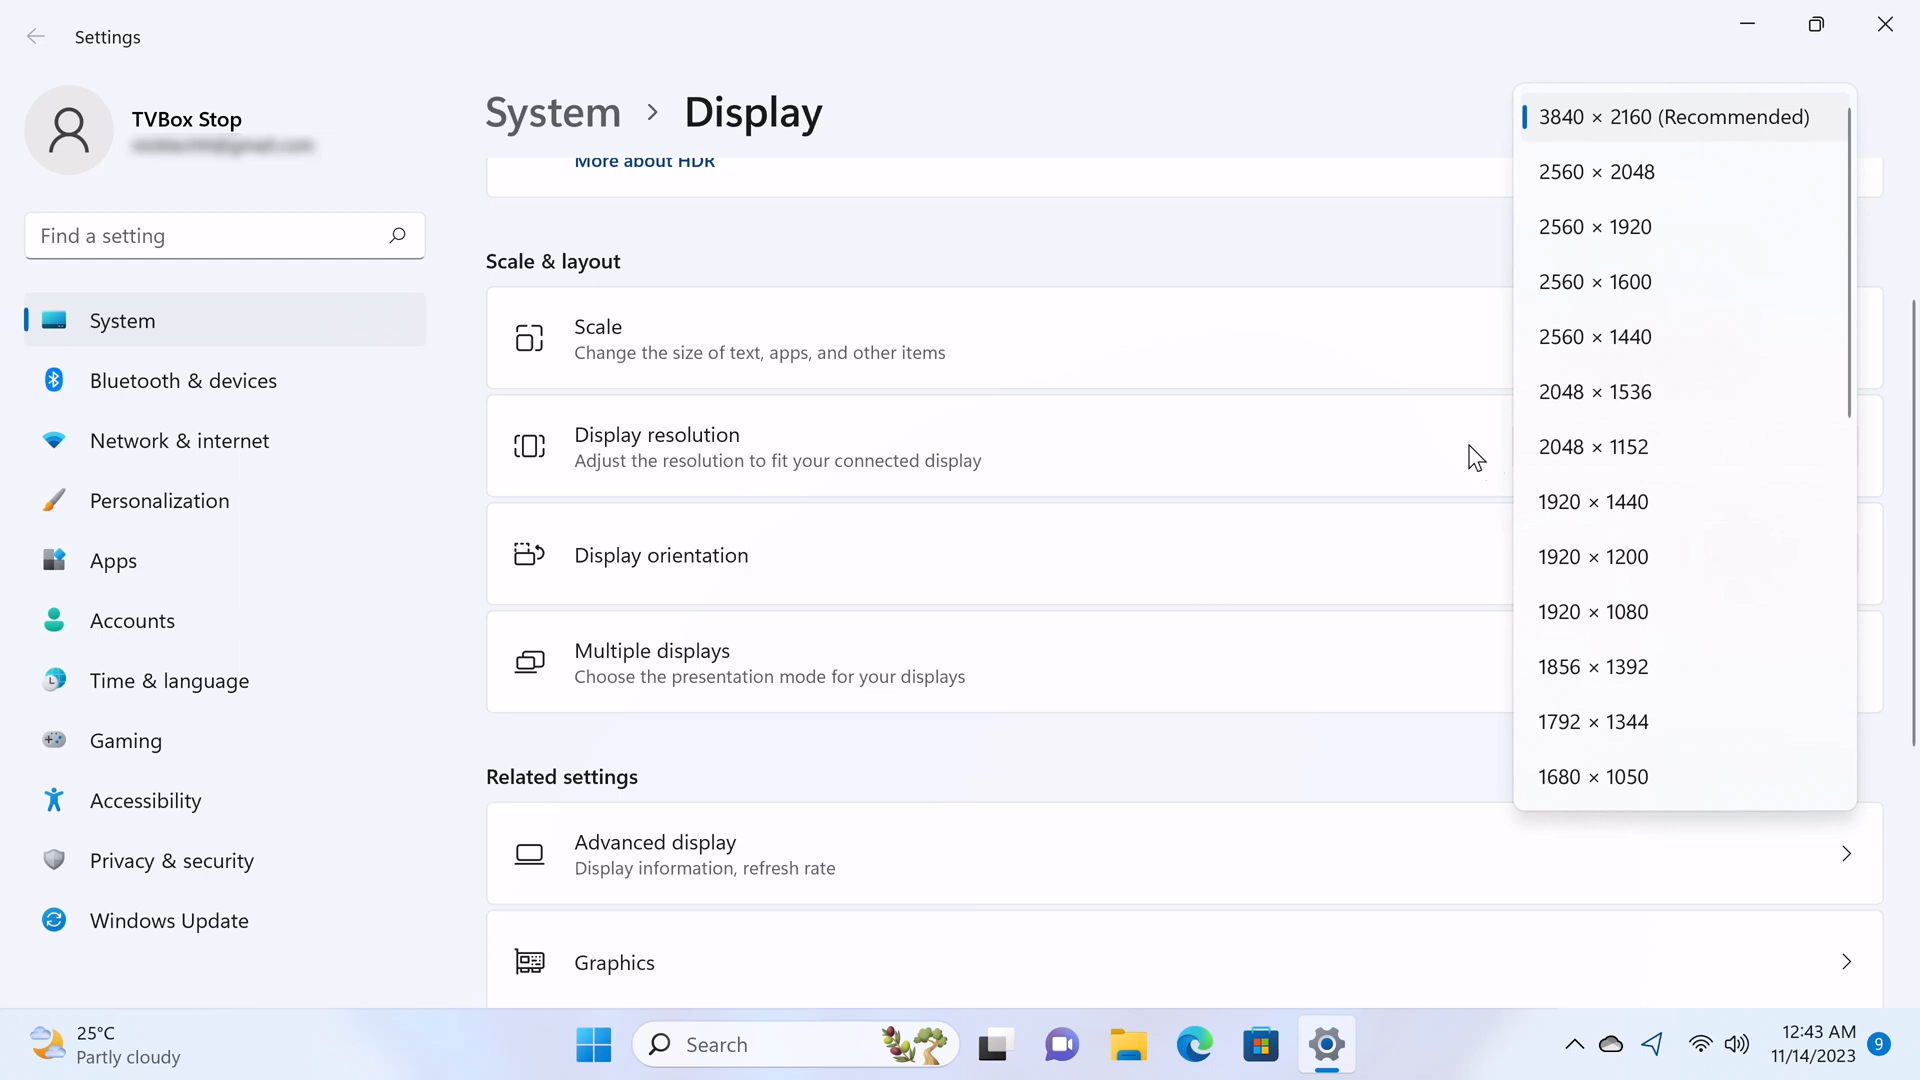 Settings
TVBox Stop
Find a setting
System
Bluetooth & devices
Network & internet
Personalization
Apps
Accounts
Time & language
Gaming
Accessibility
Privacy & security
Windows Update
System › Display
More about HDR
Scale & layout
Scale
Change the size of text, apps, and other items
Display resolution
Adjust the resolution to fit your connected display
Display orientation
Multiple displays
Choose the presentation mode for your displays
Related settings
Advanced display
Display information, refresh rate
Graphics
3840 × 2160 (Recommended)
2560 × 2048
2560 × 1920
2560 × 1600
2560 × 1440
2048 × 1536
2048 × 1152
1920 × 1440
1920 × 1200
1920 × 1080
1856 × 1392
1792 × 1344
1680 × 1050
25°C
Partly cloudy
Search
12:43 AM
11/14/2023
9